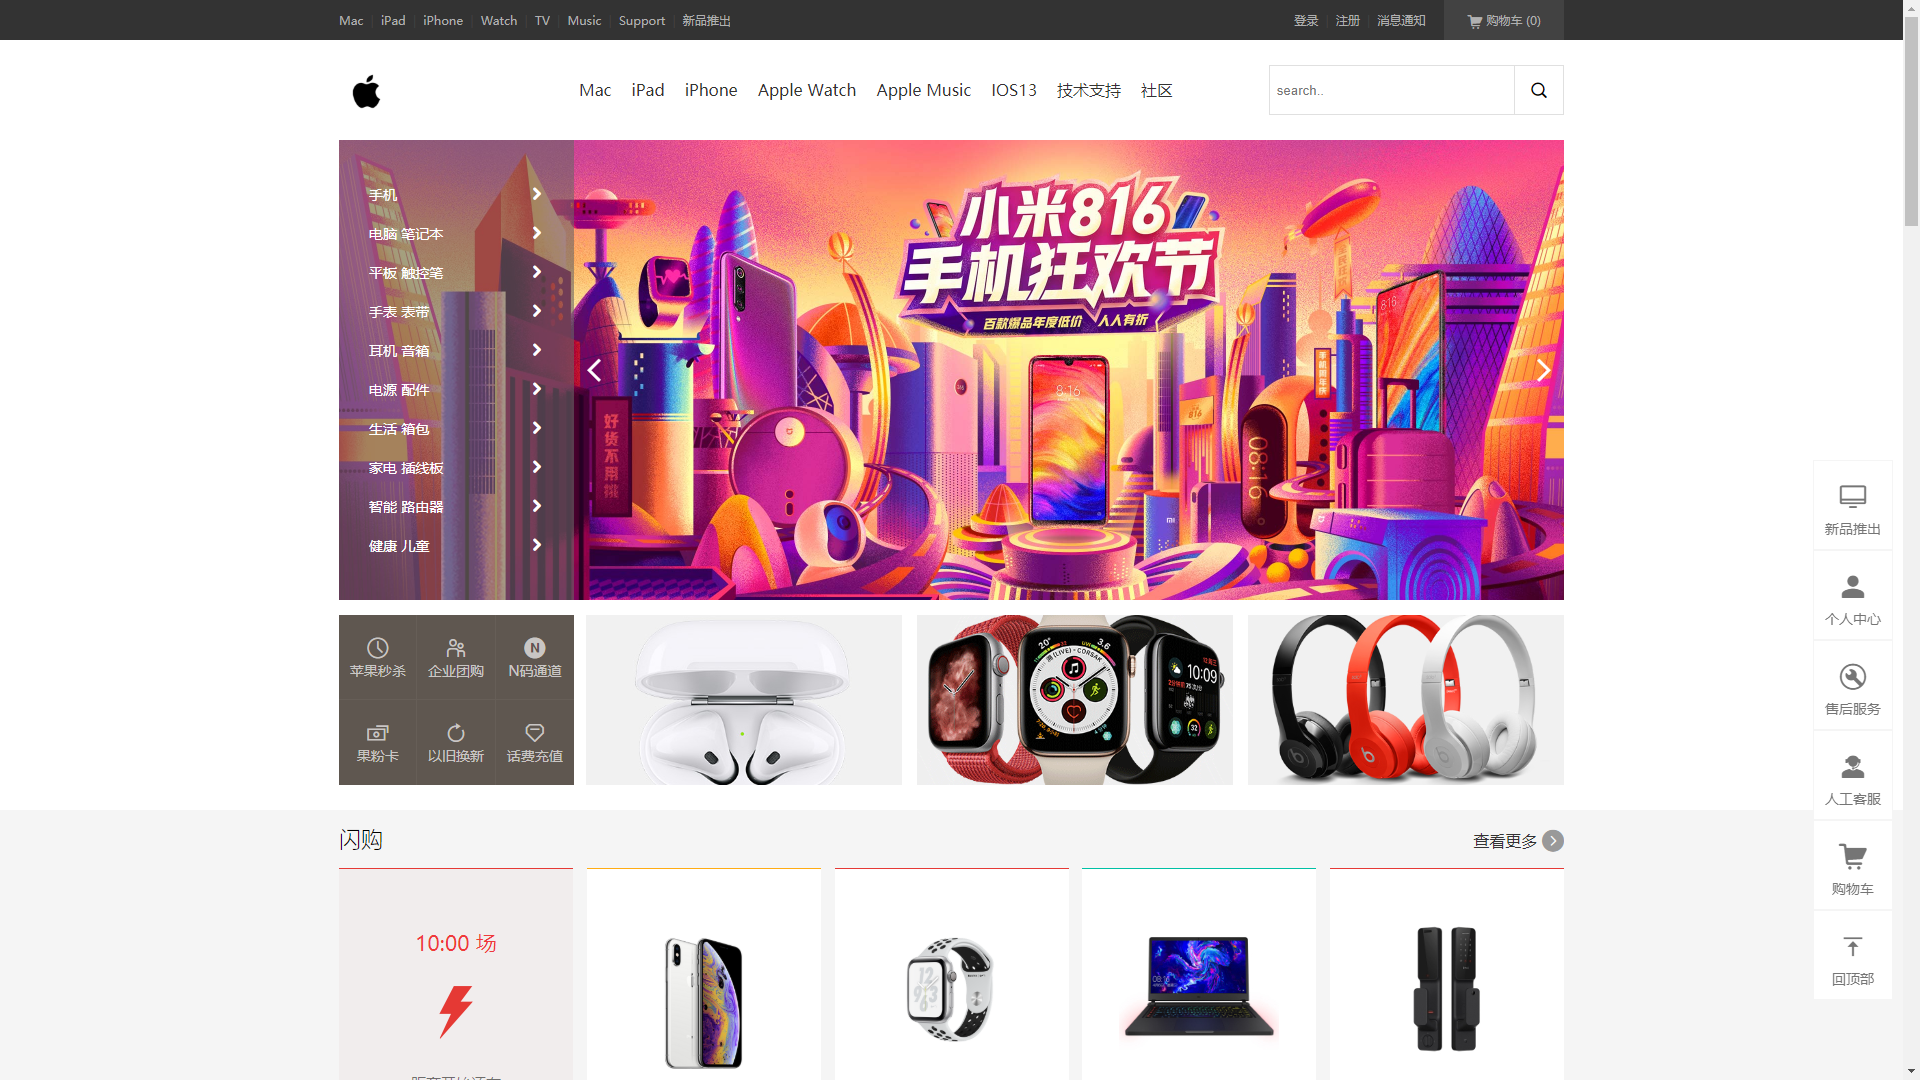 Mac iPad iPhone Watch TV Music Support 新品推出
登录 注册 消息通知 购物车 (0)
Mac iPad iPhone Apple Watch Apple Music IOS13 技术支持 社区
search..
手机
电脑 笔记本
平板 触控笔
手表 表带
耳机 音箱
电源 配件
生活 箱包
家电 插线板
智能 路由器
健康 儿童
小米816
手机狂欢节
百款爆品年度低价 人人有折
好货不用挑
8:16
08:16
新品推出
个人中心
售后服务
人工客服
购物车
回顶部
苹果秒杀 企业团购 N码通道
果粉卡 以旧换新 话费充值
10:09
闪购
查看更多
10:00 场